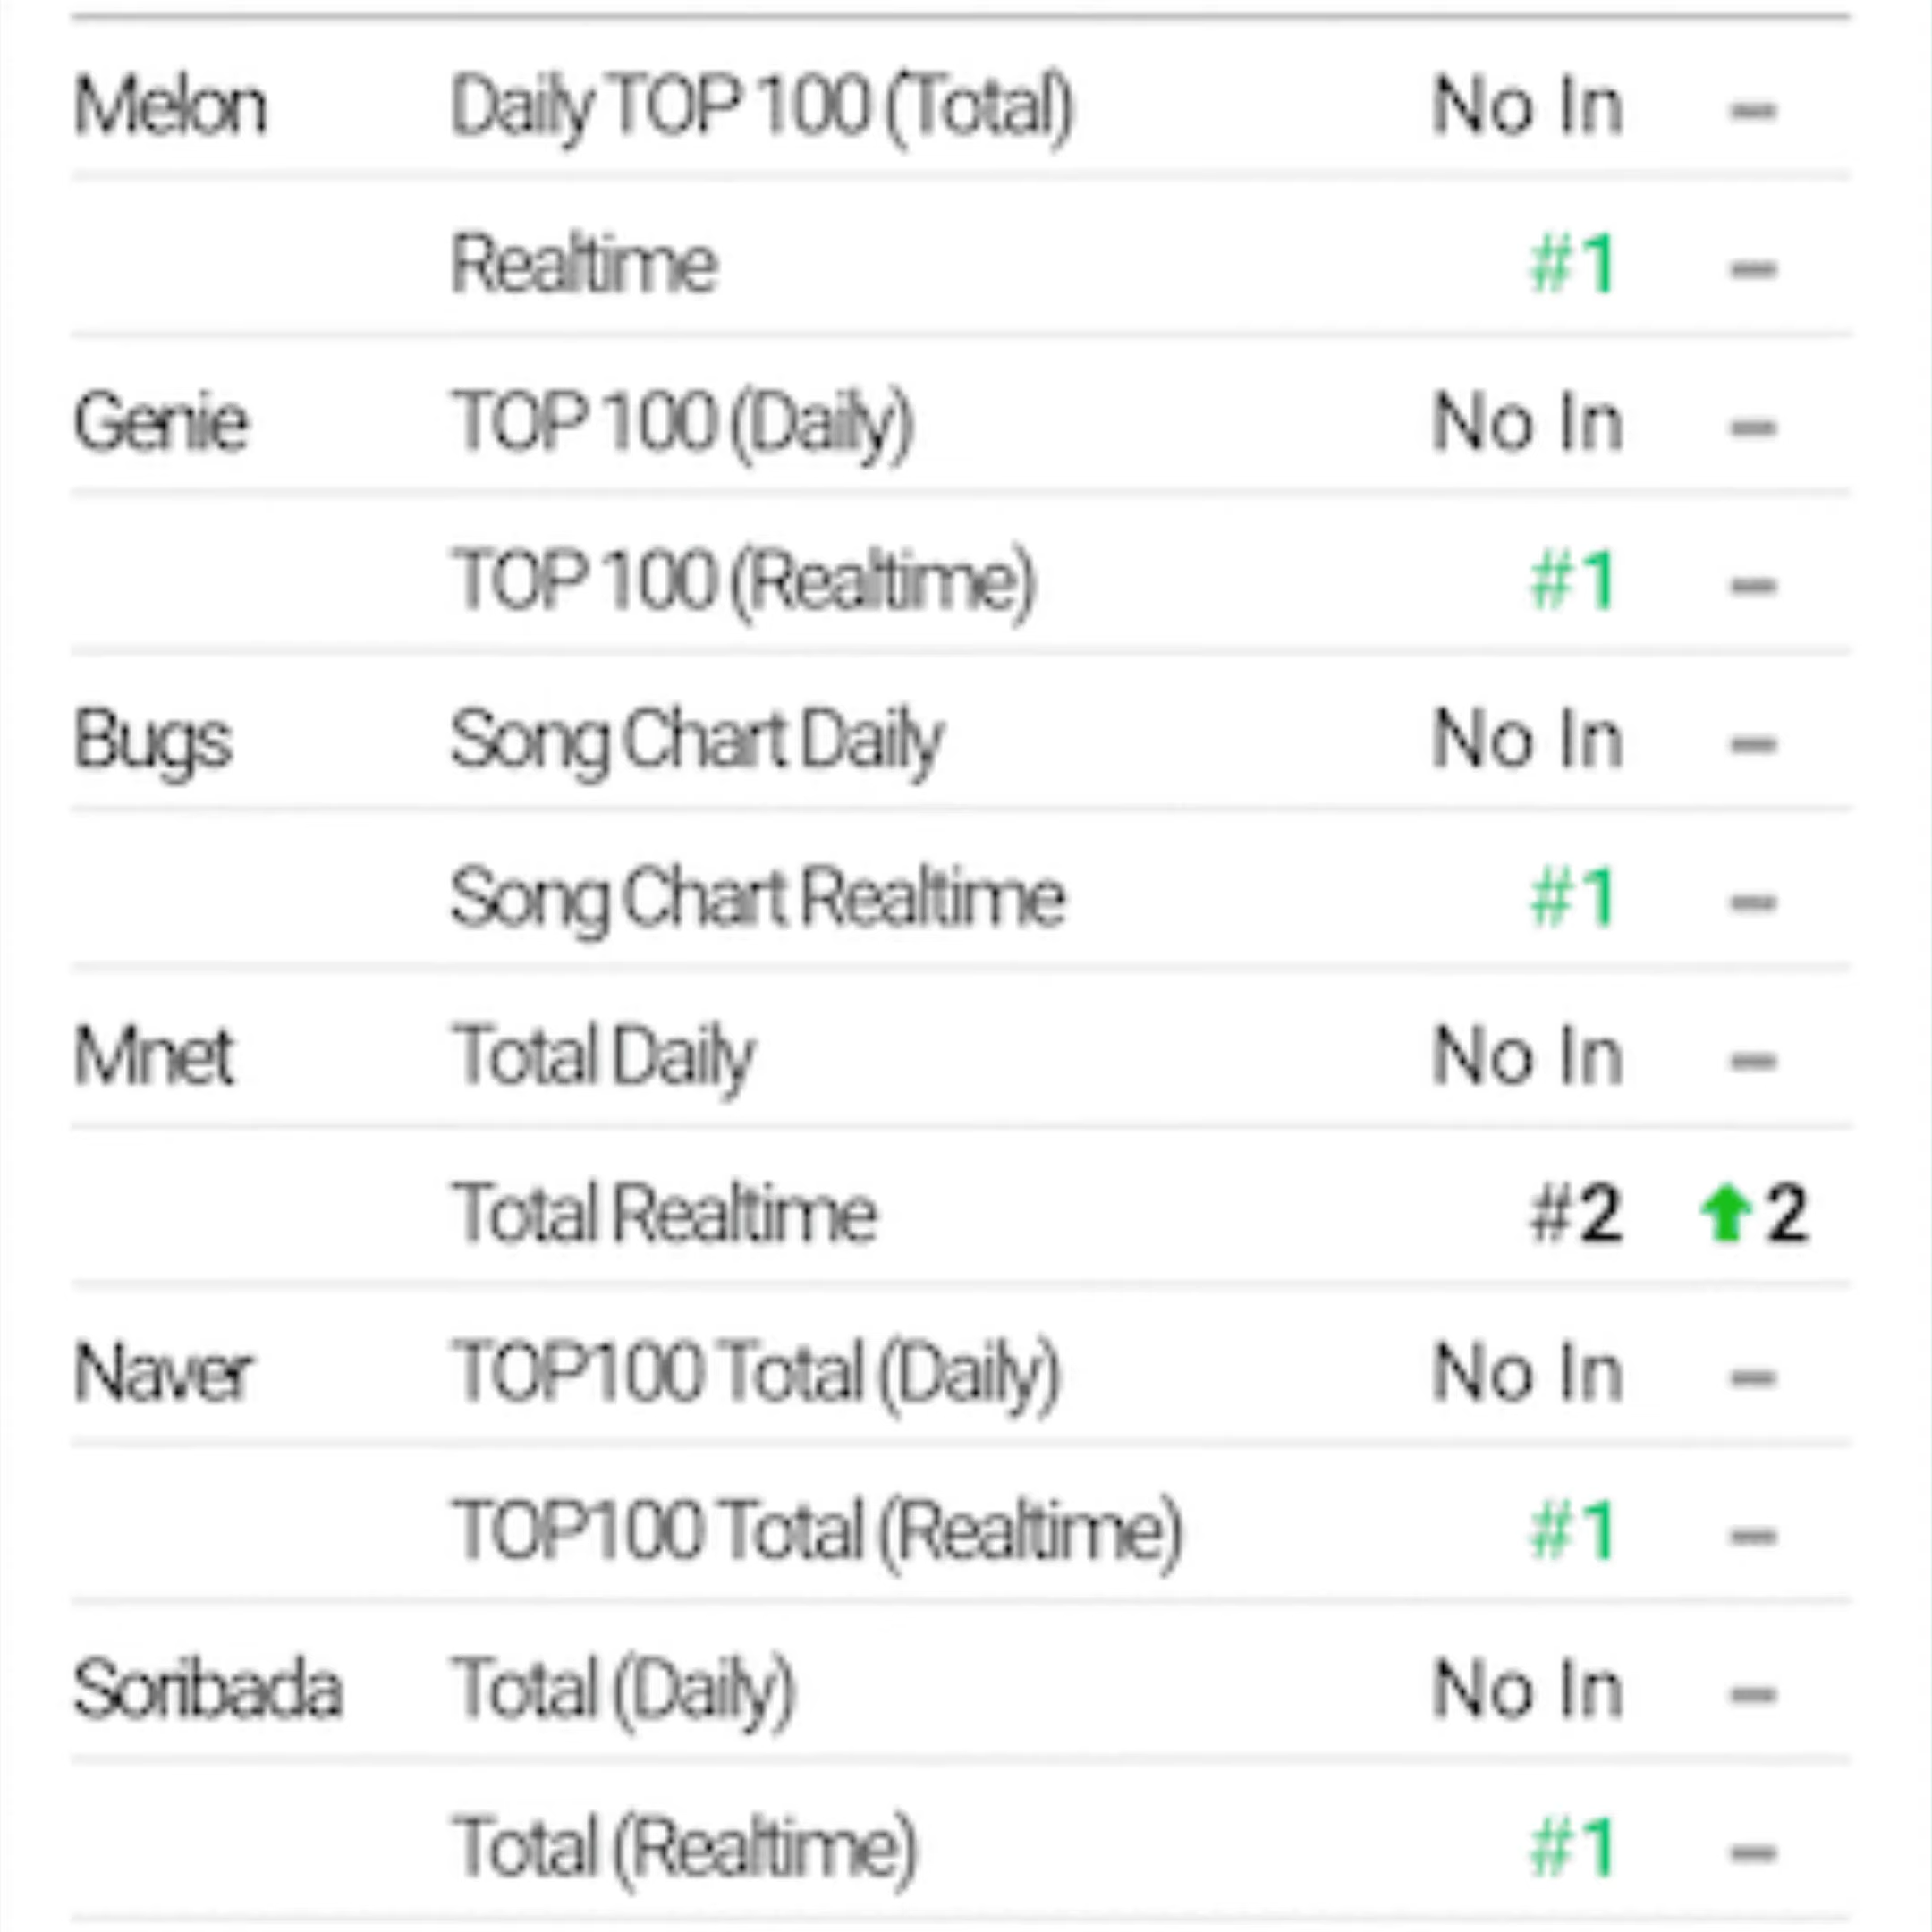 Melon Daily TOP 100 (Total) No In –
Realtime #1 –
Genie TOP 100 (Daily) No In –
TOP 100 (Realtime) #1 –
Bugs Song Chart Daily No In –
Song Chart Realtime #1 –
Mnet Total Daily No In –
Total Realtime #2 ⬆2
Naver TOP100 Total (Daily) No In –
TOP100 Total (Realtime) #1 –
Soribada Total (Daily) No In –
Total (Realtime) #1 –